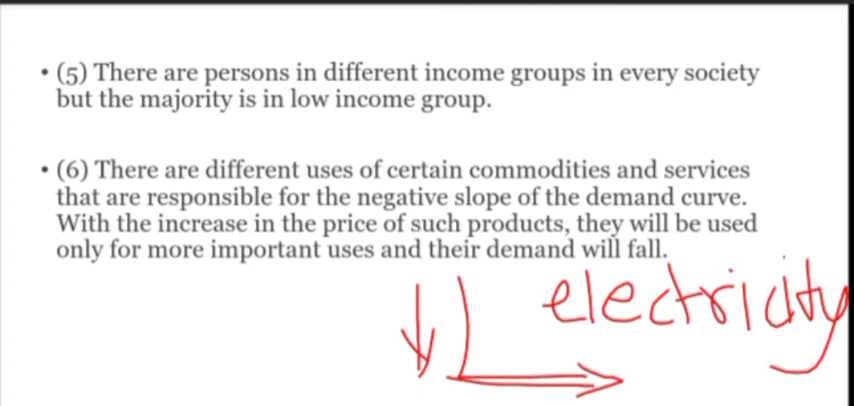 • (5) There are persons in different income groups in every society
but the majority is in low income group.
• (6) There are different uses of certain commodities and services
that are responsible for the negative slope of the demand curve.
With the increase in the price of such products, they will be used
only for more important uses and their demand will fall.
electricity